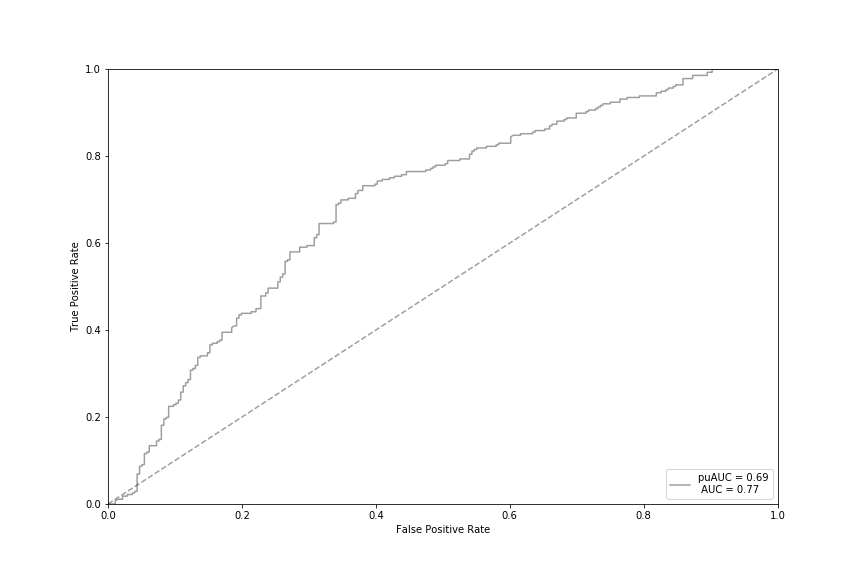 1.0
0.8
0.6
0.4
0.2
0.0
True Positive Rate
puAUC = 0.69
AUC = 0.77
0.0 0.2 0.4 0.6 0.8 1.0
False Positive Rate